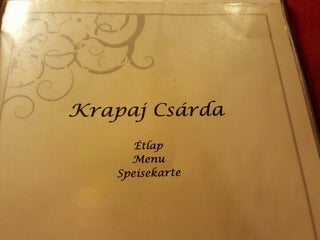 Krapaj Csárda
Étlap
Menu
Speisekarte